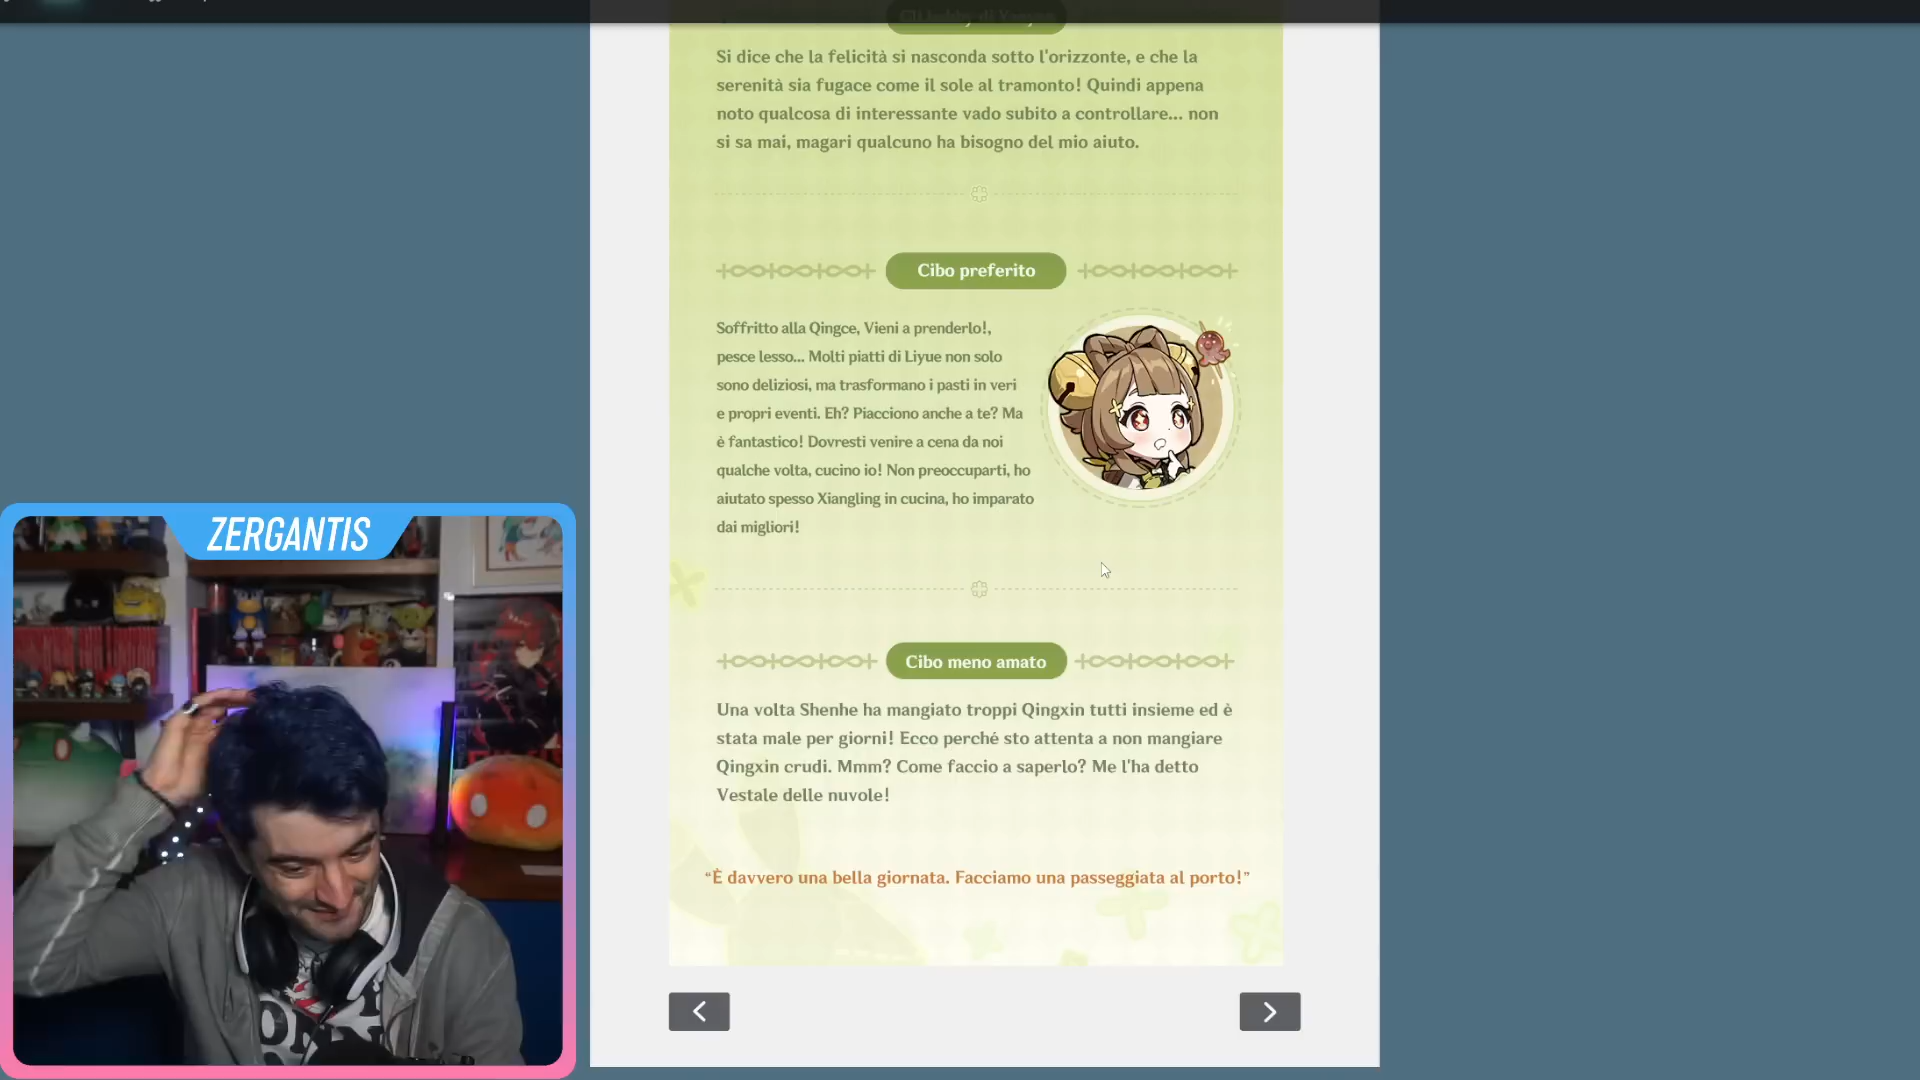 Gli hobby di Yaoyao
Si dice che la felicità si nasconda sotto l'orizzonte, e che la
serenità sia fugace come il sole al tramonto! Quindi appena
noto qualcosa di interessante vado subito a controllare... non
si sa mai, magari qualcuno ha bisogno del mio aiuto.
Cibo preferito
Soffritto alla Qingce, Vieni a prenderlo!,
pesce lesso... Molti piatti di Liyue non solo
sono deliziosi, ma trasformano i pasti in veri
e propri eventi. Eh? Piacciono anche a te? Ma
è fantastico! Dovresti venire a cena da noi
qualche volta, cucino io! Non preoccuparti, ho
aiutato spesso Xiangling in cucina, ho imparato
dai migliori!
Cibo meno amato
Una volta Shenhe ha mangiato troppi Qingxin tutti insieme ed è
stata male per giorni! Ecco perché sto attenta a non mangiare
Qingxin crudi. Mmm? Come faccio a saperlo? Me l'ha detto
Vestale delle nuvole!
“È davvero una bella giornata. Facciamo una passeggiata al porto!”
ZERGANTIS